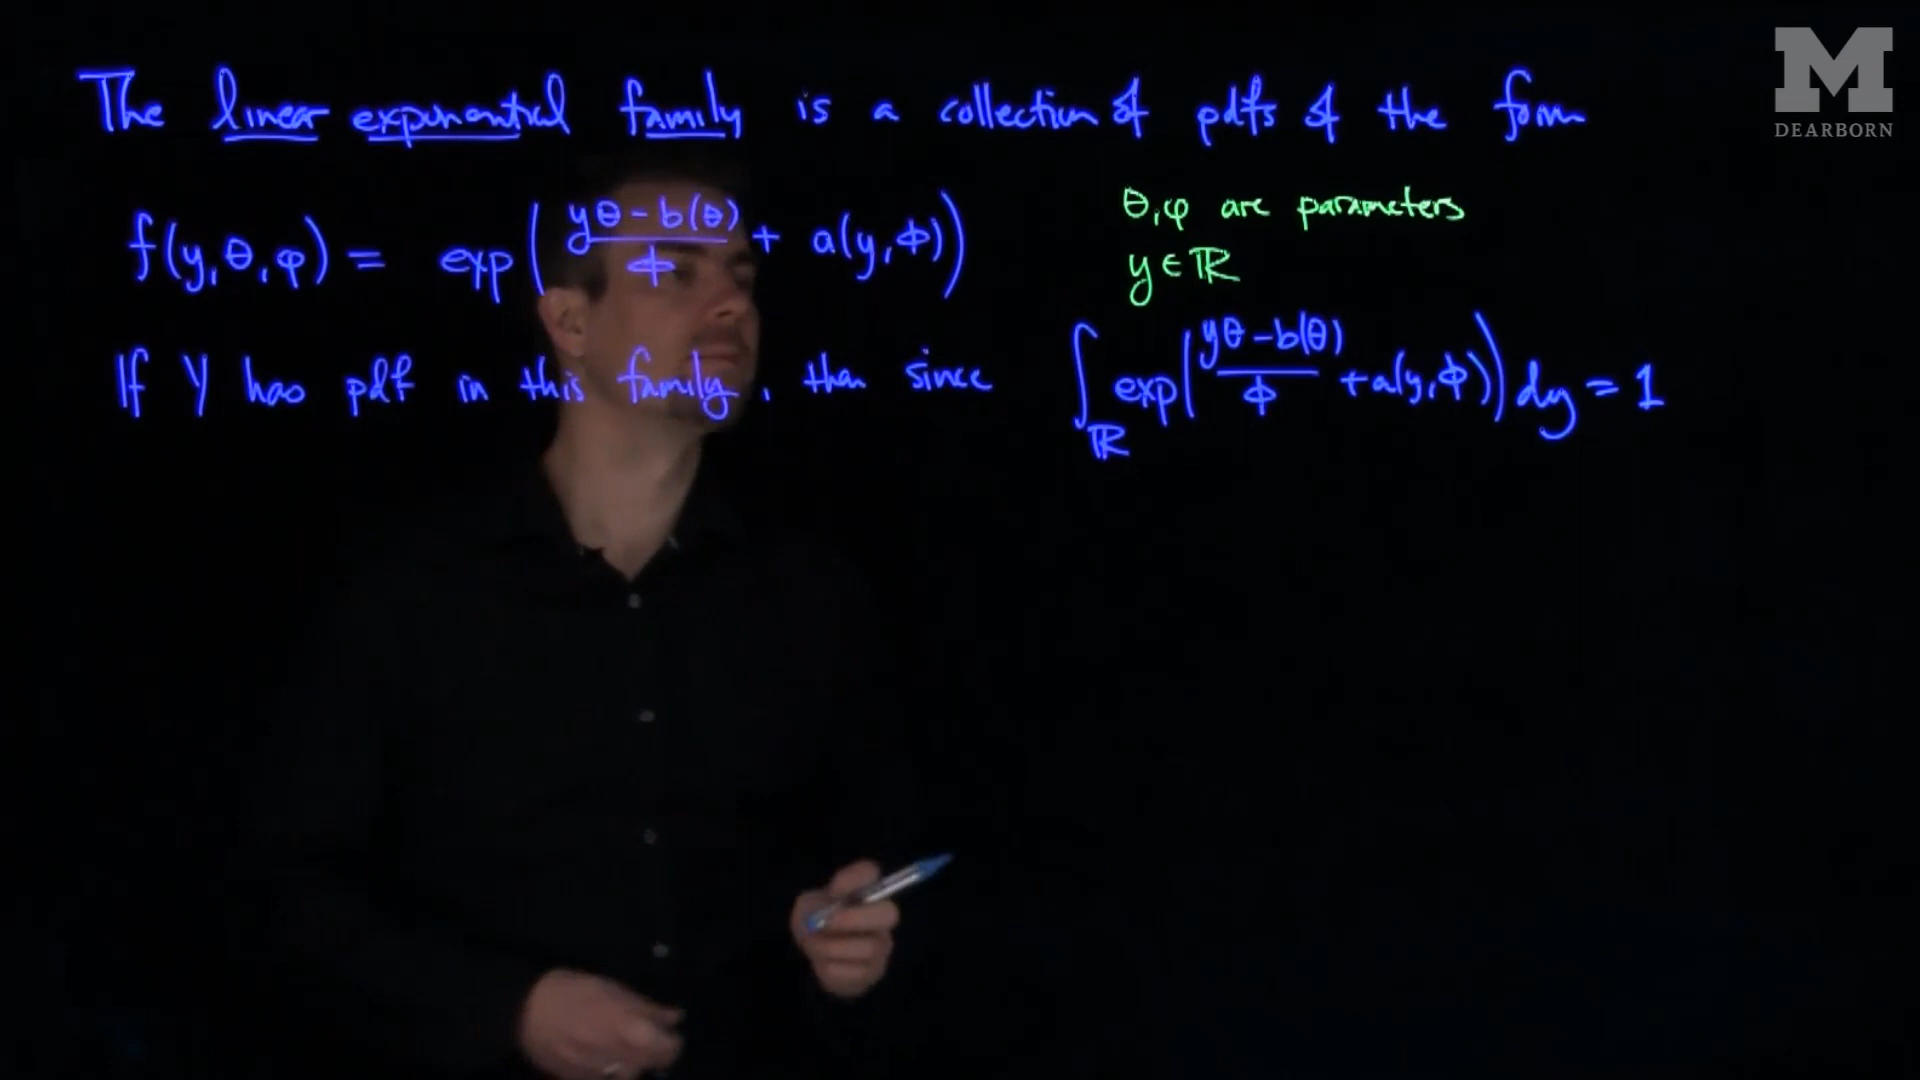 The linear exponential family is a collection of pdfs of the form
f(y, θ, φ) = exp( (yθ - b(θ))/ϕ + a(y, ϕ) )
θ, φ are parameters
y ∈ ℝ
If Y has pdf in this family, then since ∫_ℝ exp( (yθ - b(θ))/ϕ + a(y, ϕ) ) dy = 1
M
DEARBORN